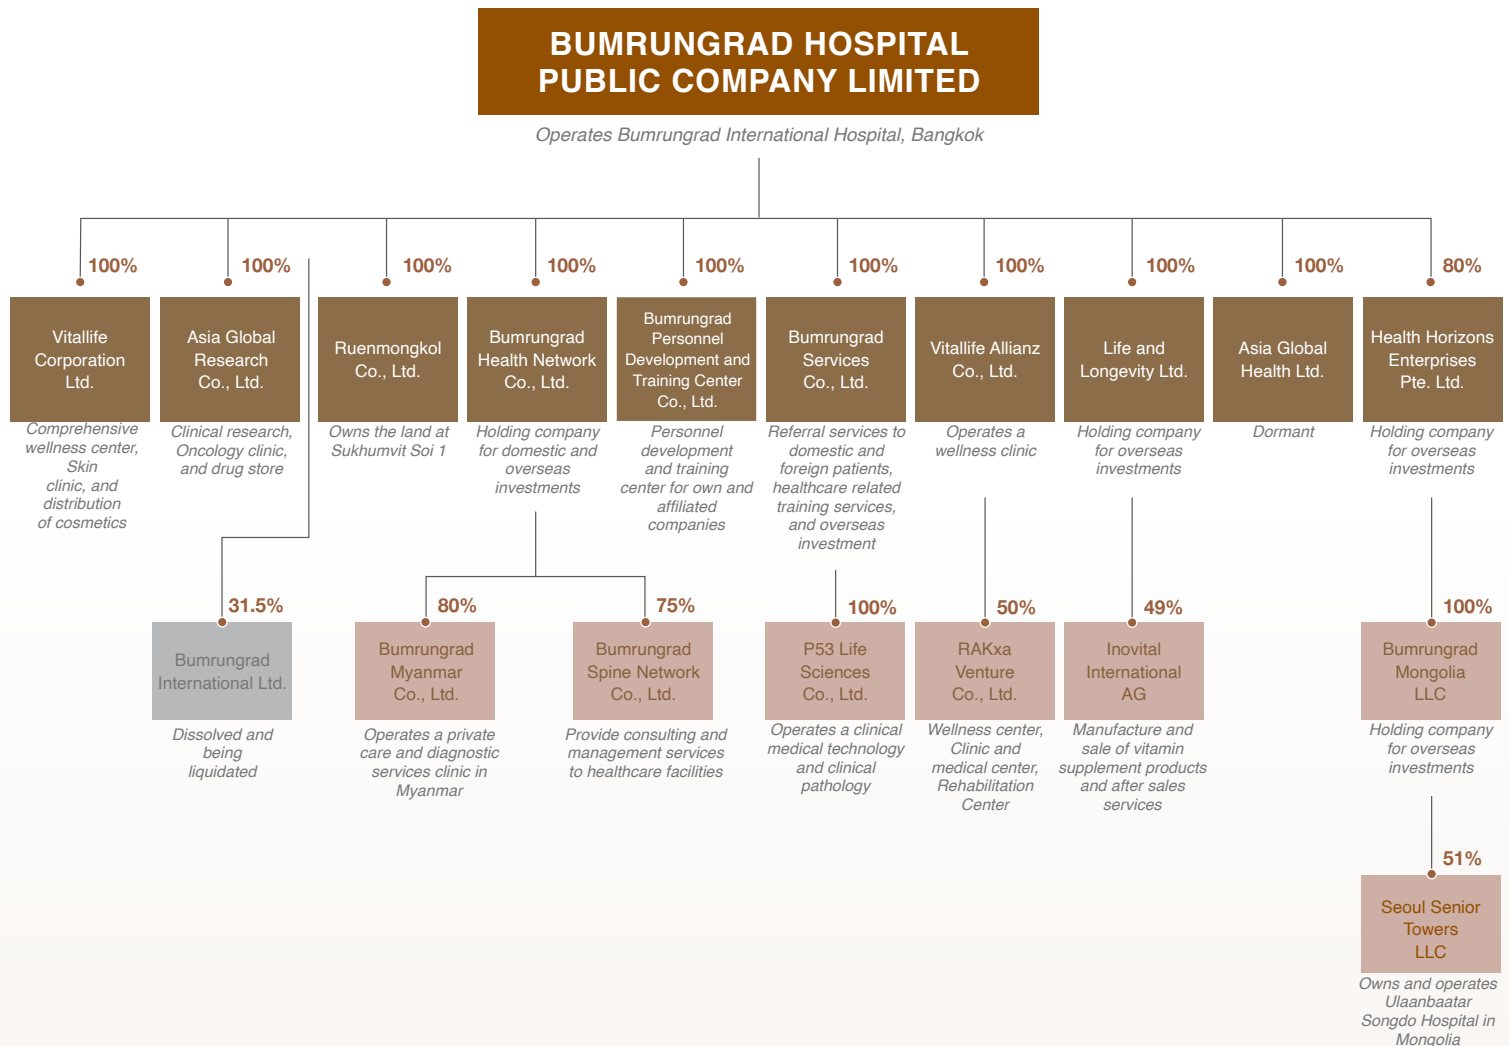 BUMRUNGRAD HOSPITAL
PUBLIC COMPANY LIMITED
Operates Bumrungrad International Hospital, Bangkok
100%
Vitallife
Corporation
Ltd.
Comprehensive
wellness center,
Skin
clinic, and
distribution
of cosmetics
100%
Asia Global
Research
Co., Ltd.
Clinical research,
Oncology clinic,
and drug store
100%
Ruenmongkol
Co., Ltd.
Owns the land at
Sukhumvit Soi 1
100%
Bumrungrad
Health Network
Co., Ltd.
Holding company
for domestic and
overseas
investments
100%
Bumrungrad
Personnel
Development and
Training Center
Co., Ltd.
Personnel
development
and training
center for own and
affiliated
companies
100%
Bumrungrad
Services
Co., Ltd.
Referral services to
domestic and
foreign patients,
healthcare related
training services,
and overseas
investment
100%
Vitallife Allianz
Co., Ltd.
Operates a
wellness clinic
100%
Life and
Longevity Ltd.
Holding company
for overseas
investments
100%
Asia Global
Health Ltd.
Dormant
80%
Health Horizons
Enterprises
Pte. Ltd.
Holding company
for overseas
investments
31.5%
Bumrungrad
International Ltd.
Dissolved and
being
liquidated
80%
Bumrungrad
Myanmar
Co., Ltd.
Operates a private
care and diagnostic
services clinic in
Myanmar
75%
Bumrungrad
Spine Network
Co., Ltd.
Provide consulting and
management services
to healthcare facilities
100%
P53 Life
Sciences
Co., Ltd.
Operates a clinical
medical technology
and clinical
pathology
50%
RAKxa
Venture
Co., Ltd.
Wellness center,
Clinic and
medical center,
Rehabilitation
Center
49%
Inovital
International
AG
Manufacture and
sale of vitamin
supplement products
and after sales
services
100%
Bumrungrad
Mongolia
LLC
Holding company
for overseas
investments
51%
Seoul Senior
Towers
LLC
Owns and operates
Ulaanbaatar
Songdo Hospital in
Mongolia